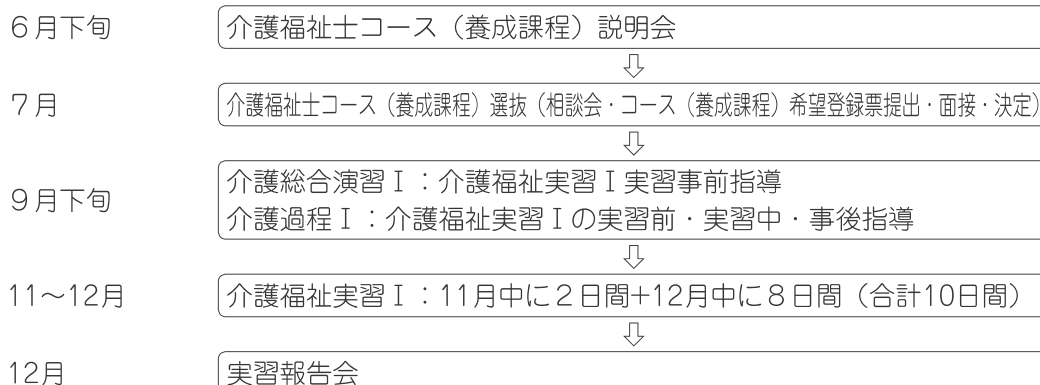 6月下旬
介護福祉士コース（養成課程）説明会
7月
介護福祉士コース（養成課程）選抜（相談会・コース（養成課程）希望登録票提出・面接・決定）
9月下旬
介護総合演習Ⅰ：介護福祉実習Ⅰ実習事前指導
介護過程Ⅰ：介護福祉実習Ⅰの実習前・実習中・事後指導
11～12月
介護福祉実習Ⅰ：11月中に2日間+12月中に8日間（合計10日間）
12月
実習報告会